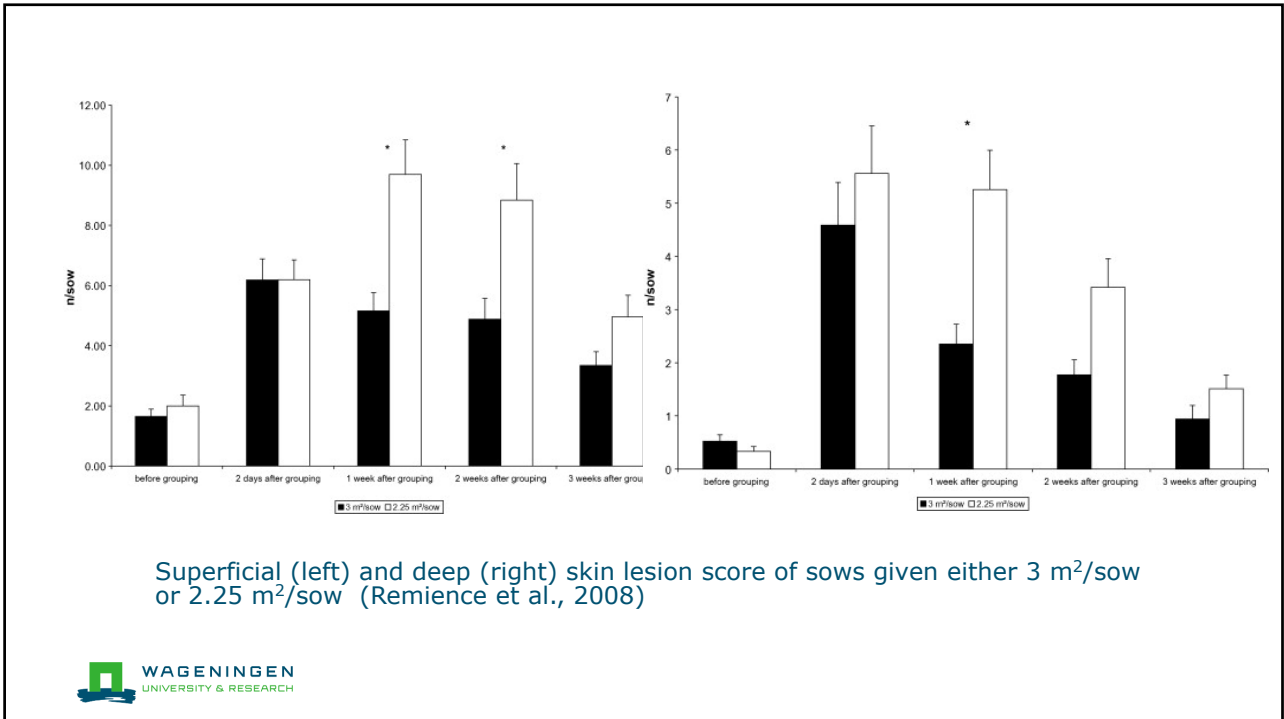 12.00
10.00
8.00
6.00
4.00
2.00
0.00
n/sow
*
*
before grouping
2 days after grouping
1 week after grouping
2 weeks after grouping
3 weeks after grou
■ 3 m²/sow □ 2.25 m²/sow
7
6
5
4
3
2
1
0
n/sow
*
before grouping
2 days after grouping
1 week after grouping
2 weeks after grouping
3 weeks after grouping
■ 3 m²/sow □ 2.25 m²/sow
Superficial (left) and deep (right) skin lesion score of sows given either 3 m²/sow
or 2.25 m²/sow (Remience et al., 2008)
WAGENINGEN
UNIVERSITY & RESEARCH